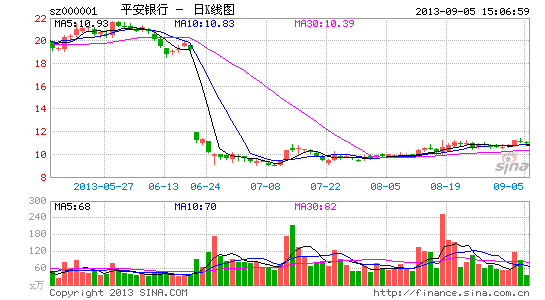 sz000001 平安银行 - 日K线图 2013-09-05 15:06:59
22 MA5:10.93 MA10:10.83 MA30:10.39
20
18
16
14
12
10
8
2013-05-27 06-13 06-24 07-08 07-22 08-05 08-19 09-05
sina
300 MA5:68 MA10:70 MA30:82
240
180
120
60
x万
Copyright 2013 SINA.COM http://finance.sina.com.cn/